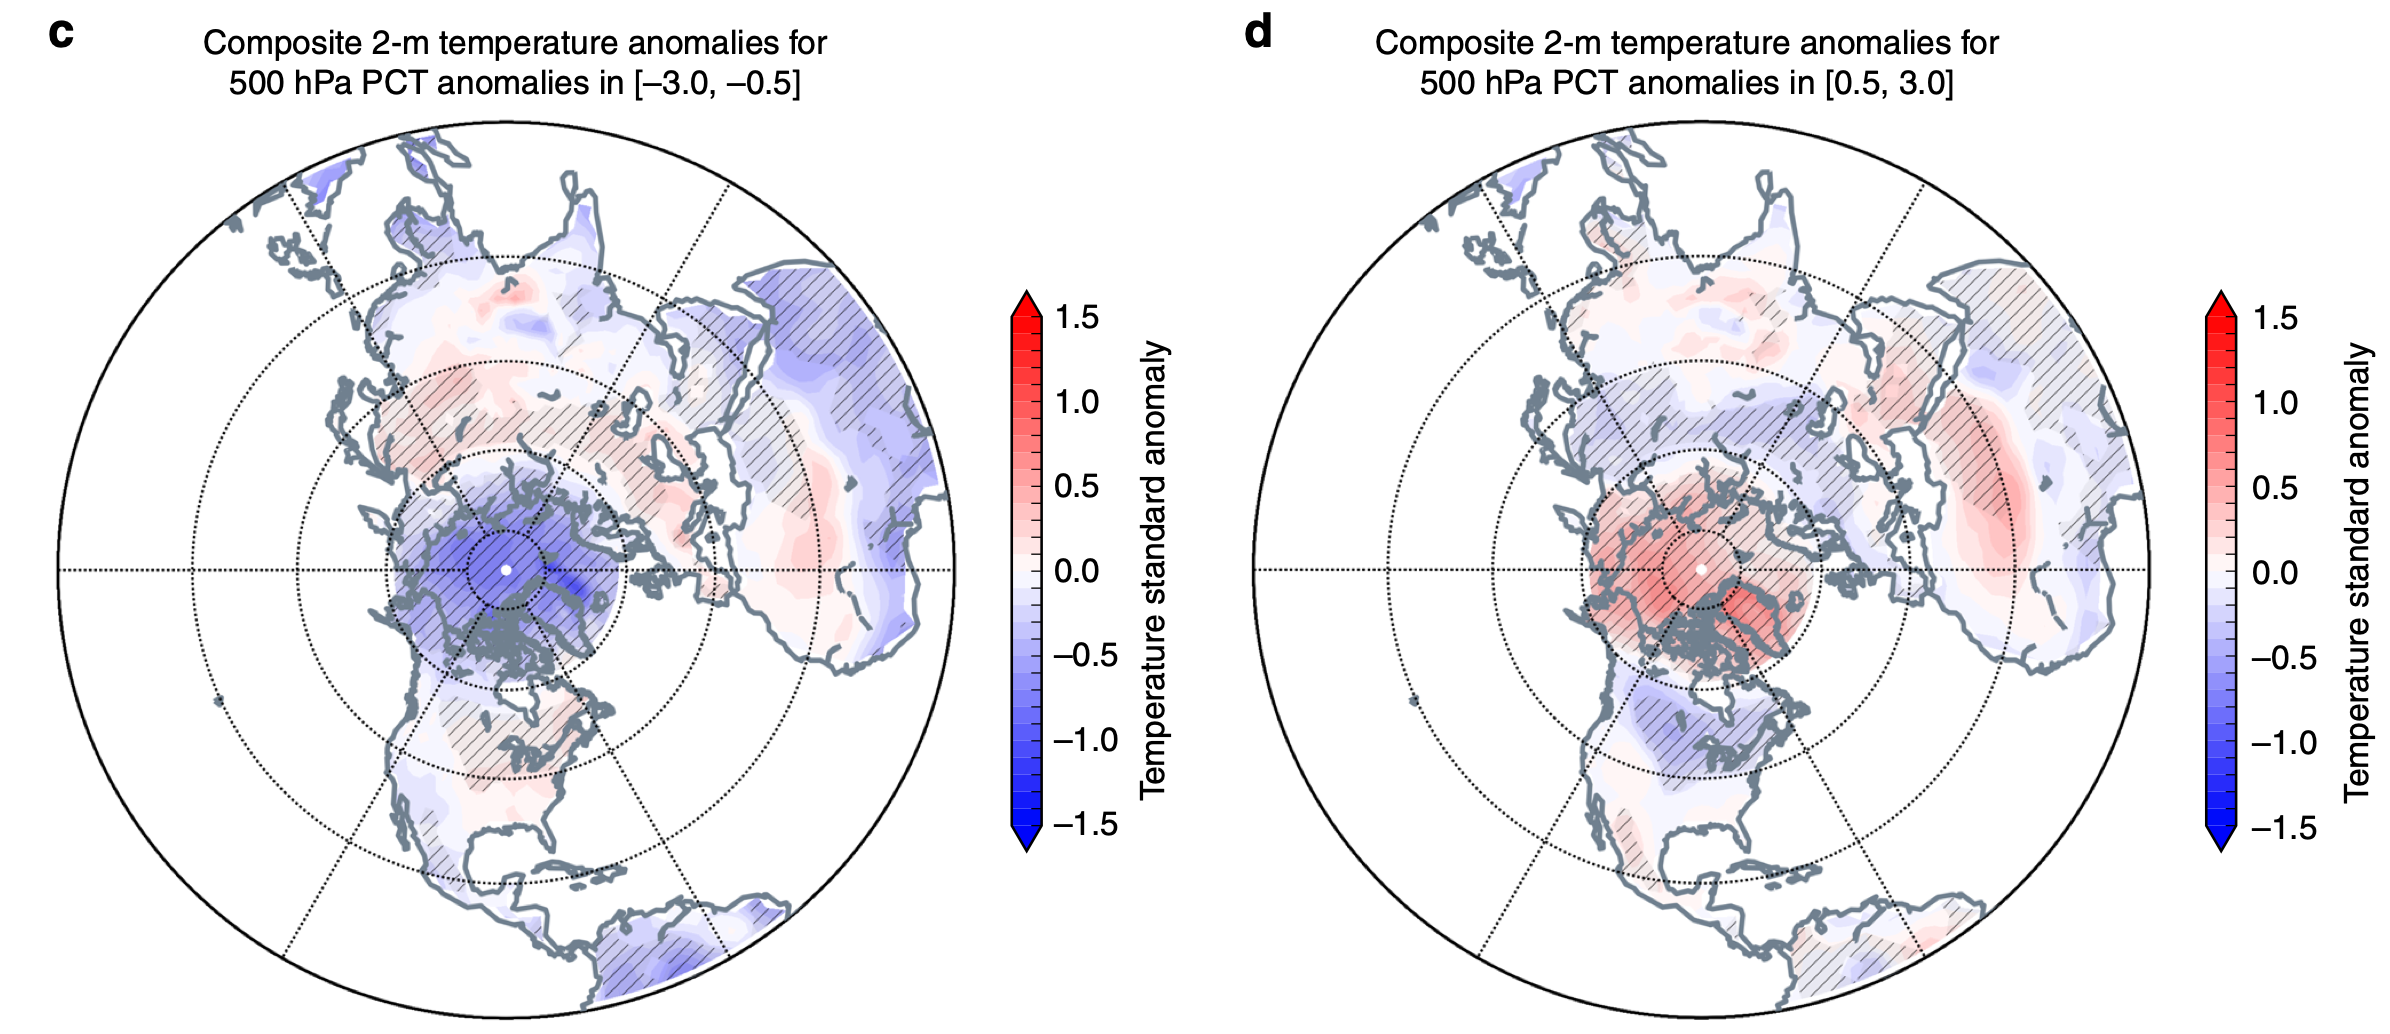 c
Composite 2-m temperature anomalies for
500 hPa PCT anomalies in [–3.0, –0.5]
1.5
1.0
0.5
0.0
–0.5
–1.0
–1.5
Temperature standard anomaly
d
Composite 2-m temperature anomalies for
500 hPa PCT anomalies in [0.5, 3.0]
1.5
1.0
0.5
0.0
–0.5
–1.0
–1.5
Temperature standard anomaly